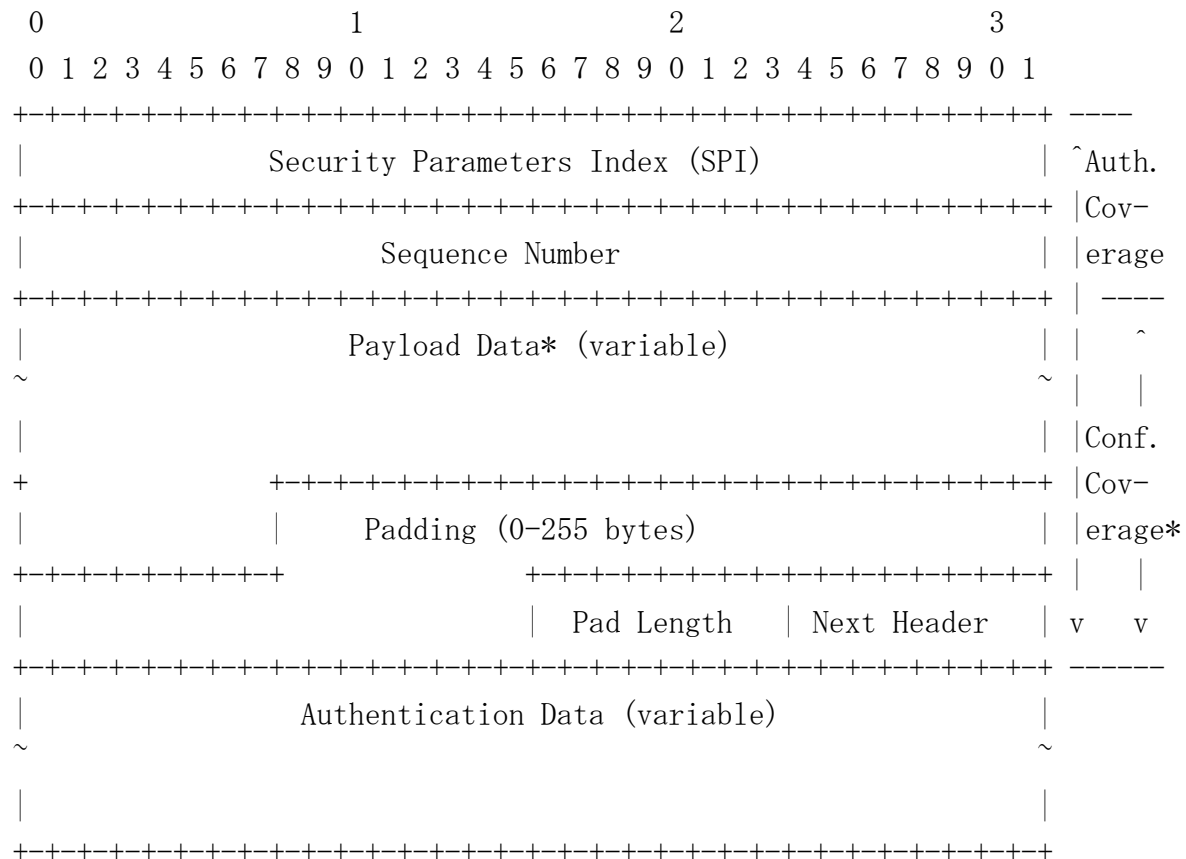 0                   1                   2                   3
 0 1 2 3 4 5 6 7 8 9 0 1 2 3 4 5 6 7 8 9 0 1 2 3 4 5 6 7 8 9 0 1
+-+-+-+-+-+-+-+-+-+-+-+-+-+-+-+-+-+-+-+-+-+-+-+-+-+-+-+-+-+-+-+-+ ----
|               Security Parameters Index (SPI)                 | ^Auth.
+-+-+-+-+-+-+-+-+-+-+-+-+-+-+-+-+-+-+-+-+-+-+-+-+-+-+-+-+-+-+-+-+ |Cov-
|                      Sequence Number                          | |erage
+-+-+-+-+-+-+-+-+-+-+-+-+-+-+-+-+-+-+-+-+-+-+-+-+-+-+-+-+-+-+-+-+ | ----
|                    Payload Data* (variable)                   | |   ^
~                                                               ~ |   |
|                                                               | |Conf.
+               +-+-+-+-+-+-+-+-+-+-+-+-+-+-+-+-+-+-+-+-+-+-+-+-+ |Cov-
|               |     Padding (0-255 bytes)                     | |erage*
+-+-+-+-+-+-+-+-+               +-+-+-+-+-+-+-+-+-+-+-+-+-+-+-+-+ |   |
|                               |  Pad Length   | Next Header   | v   v
+-+-+-+-+-+-+-+-+-+-+-+-+-+-+-+-+-+-+-+-+-+-+-+-+-+-+-+-+-+-+-+-+ ------
|                 Authentication Data (variable)                |
~                                                               ~
|                                                               |
+-+-+-+-+-+-+-+-+-+-+-+-+-+-+-+-+-+-+-+-+-+-+-+-+-+-+-+-+-+-+-+-+